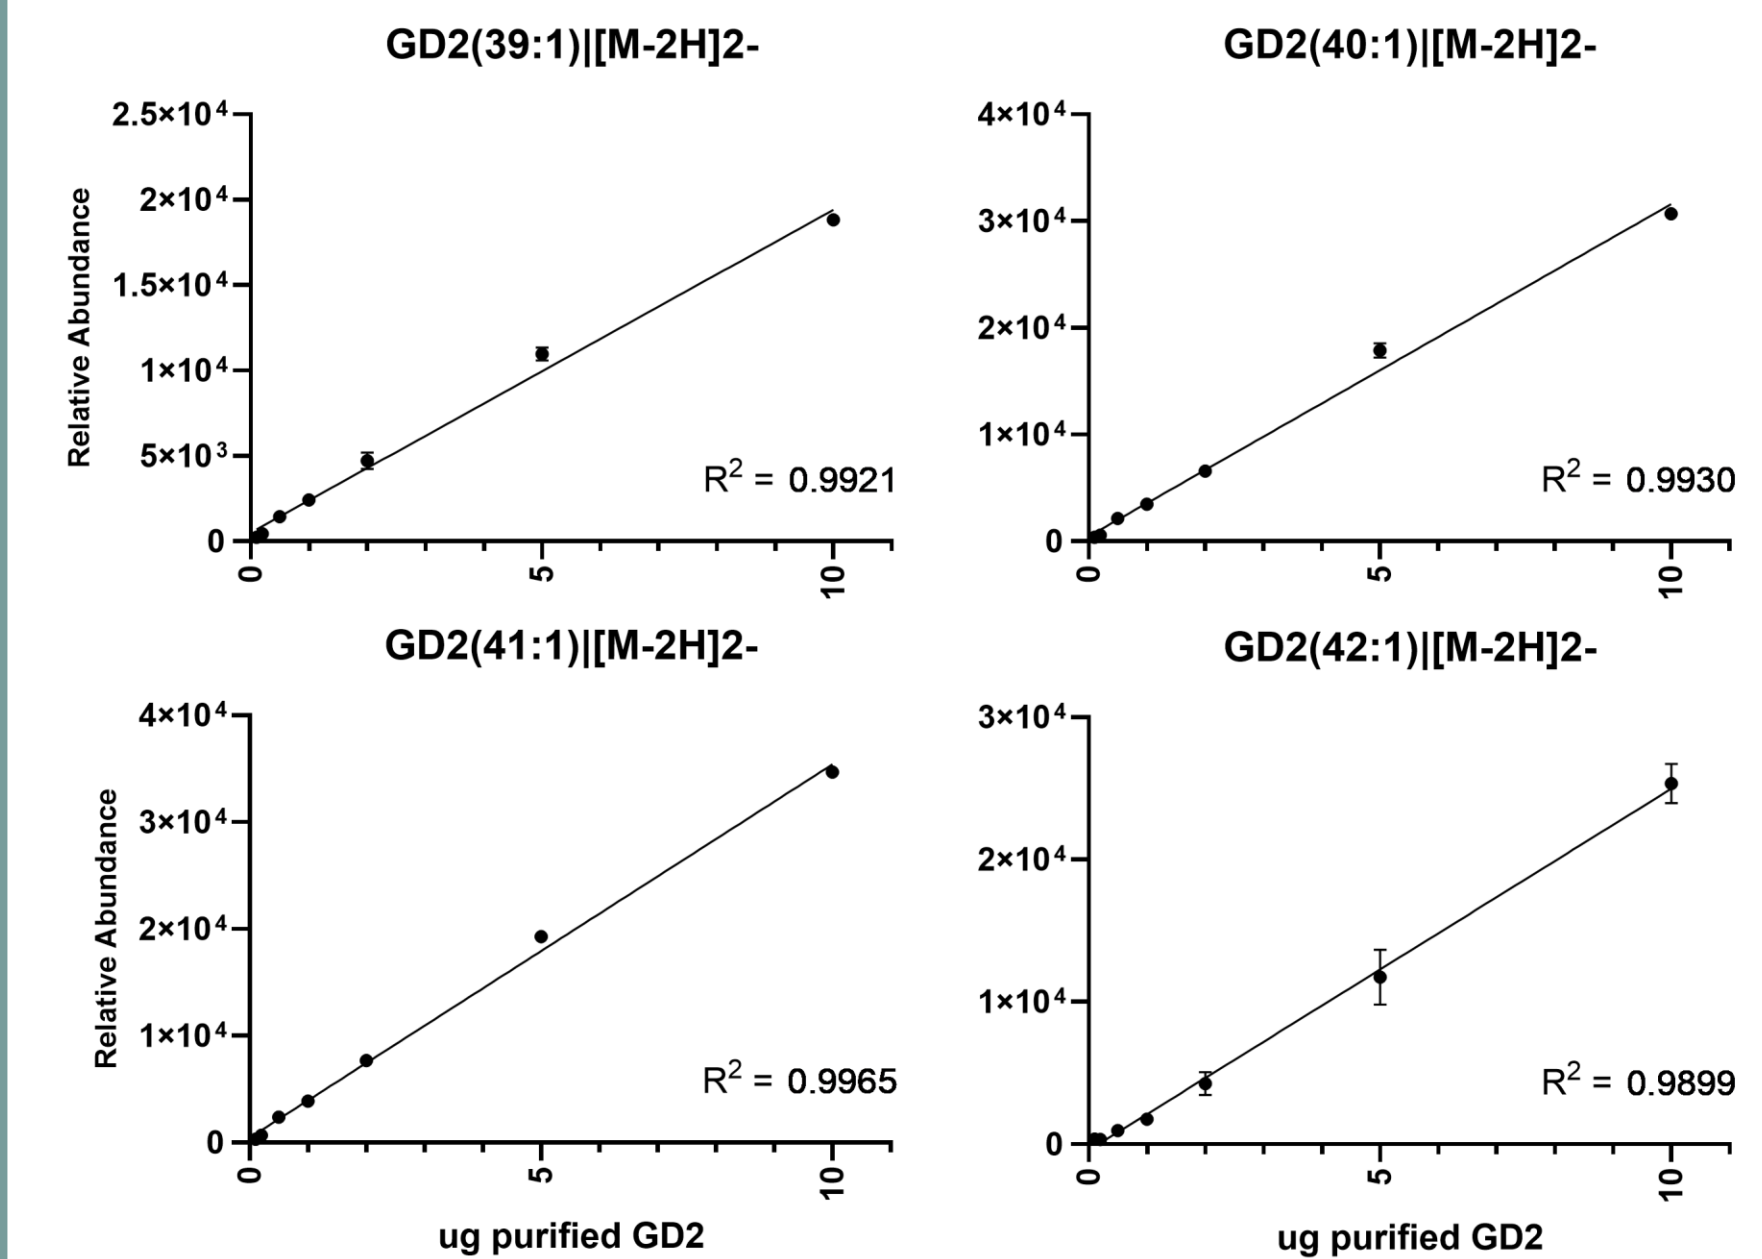 GD2(39:1)|[M-2H]2-
2.5×10⁴
2×10⁴
1.5×10⁴
1×10⁴
5×10³
0
Relative Abundance
R² = 0.9921
0 5 10
GD2(40:1)|[M-2H]2-
4×10⁴
3×10⁴
2×10⁴
1×10⁴
0
R² = 0.9930
0 5 10
GD2(41:1)|[M-2H]2-
4×10⁴
3×10⁴
2×10⁴
1×10⁴
0
Relative Abundance
R² = 0.9965
0 5 10
ug purified GD2
GD2(42:1)|[M-2H]2-
3×10⁴
2×10⁴
1×10⁴
0
R² = 0.9899
0 5 10
ug purified GD2